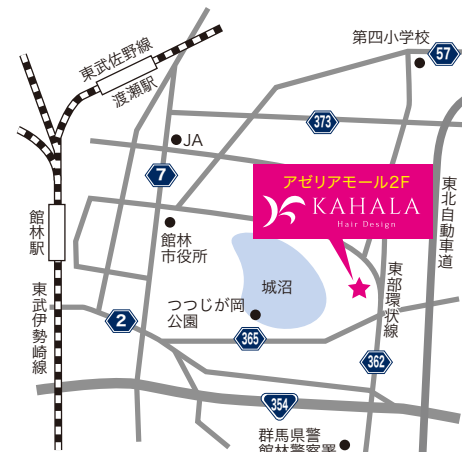 第四小学校
57
東武佐野線
渡瀬駅
373
JA
7
アゼリアモール2F
KAHALA
Hair Design
東北自動車道
館林駅
館林
市役所
城沼
東部環状線
つつじが岡
公園
東武伊勢崎線
2
365
362
354
群馬県警
館林警察署